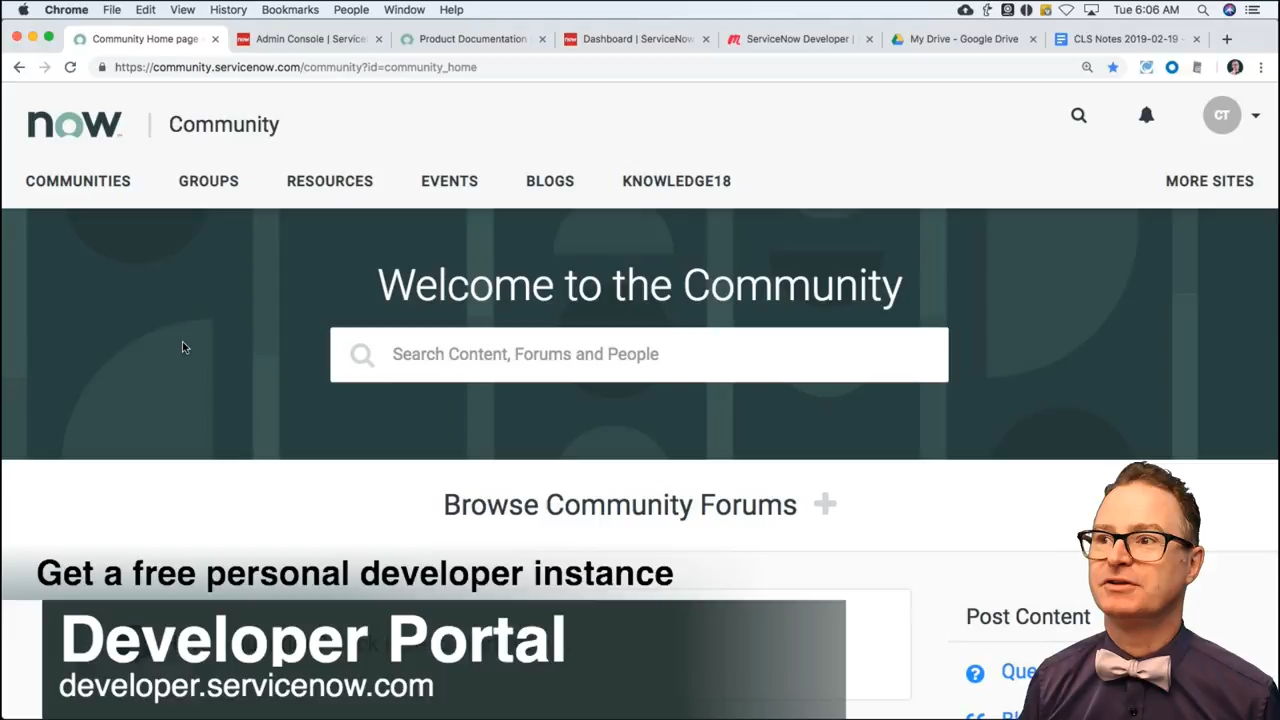 Chrome File Edit View History Bookmarks People Window Help Tue 6:06 AM
Community Home page - Admin Console | Service Product Documentation Dashboard | ServiceNow ServiceNow Developer | My Drive - Google Drive CLS Notes 2019-02-19 -
https://community.servicenow.com/community?id=community_home
now Community CT
COMMUNITIES GROUPS RESOURCES EVENTS BLOGS KNOWLEDGE18 MORE SITES
Welcome to the Community
Search Content, Forums and People
Browse Community Forums
Get a free personal developer instance
Post Content
Developer Portal
developer.servicenow.com